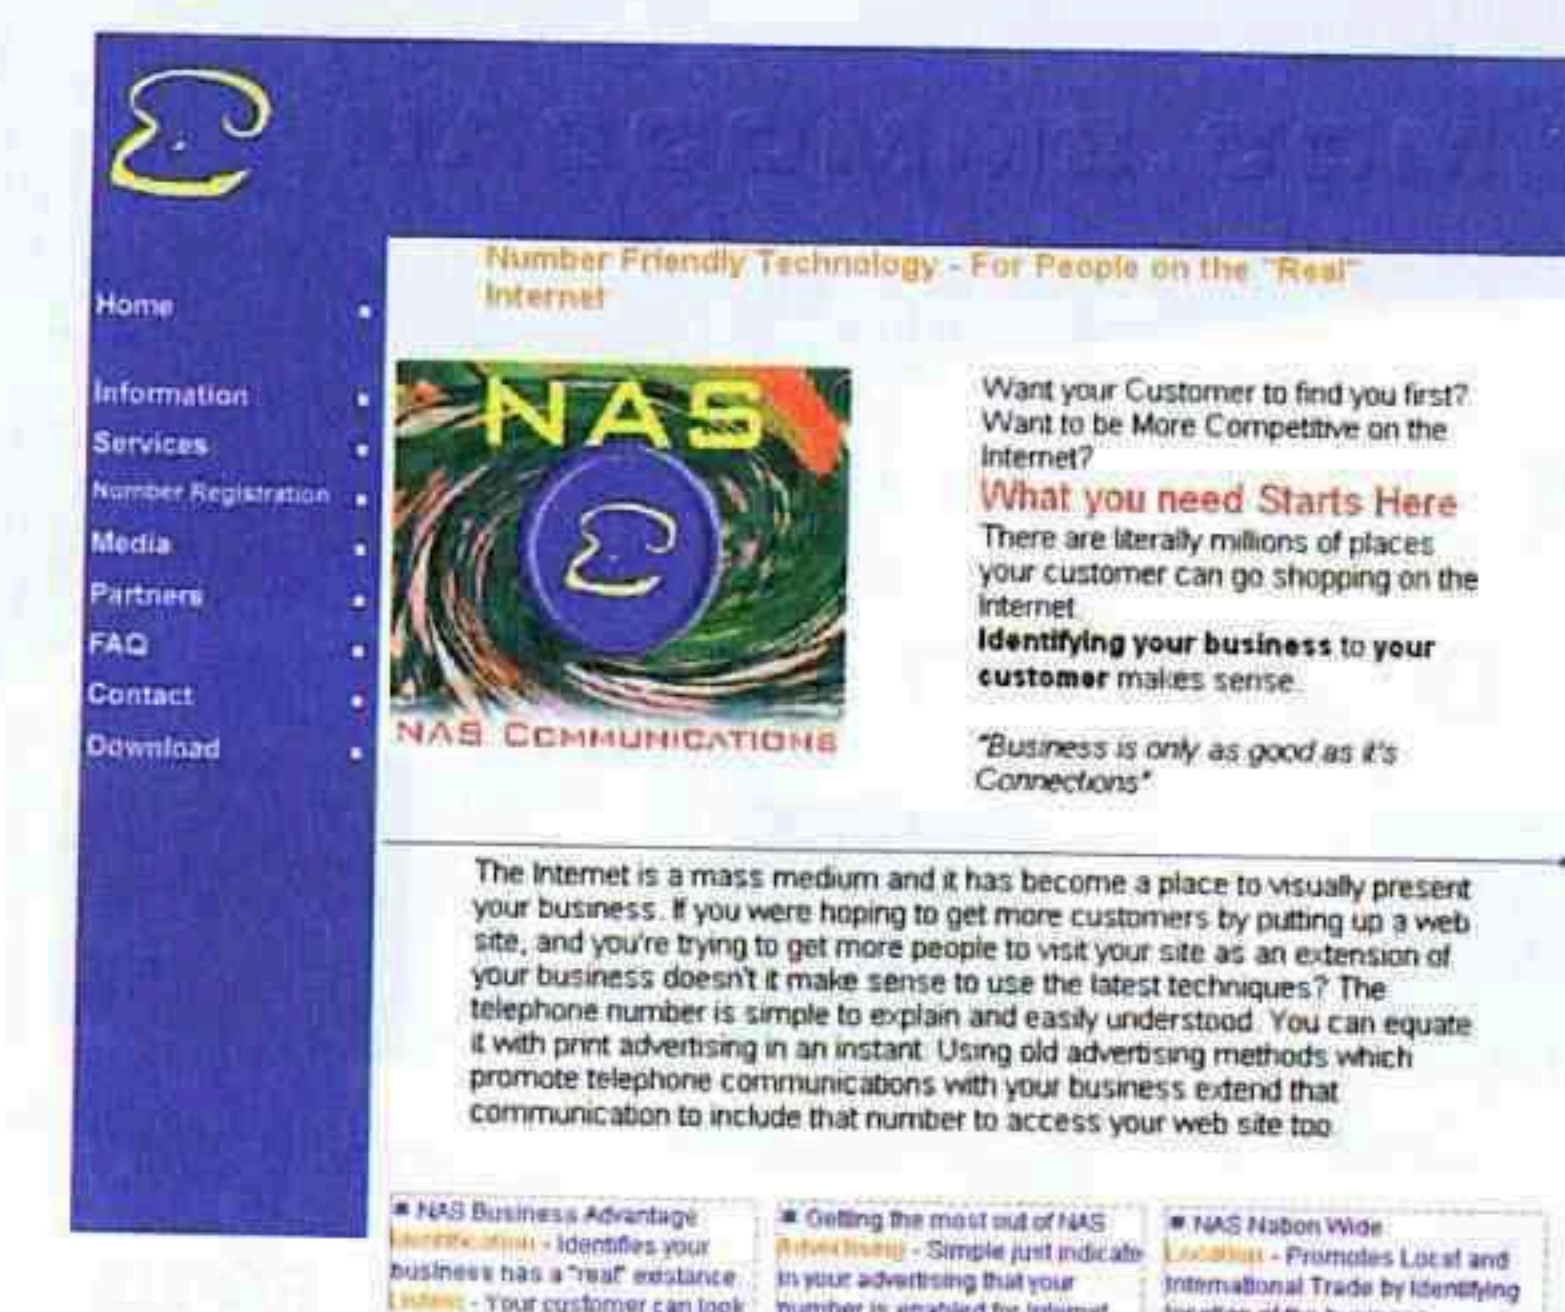 Home
Information
Services
Number Registration
Media
Partners
FAQ
Contact
Download
Number Friendly Technology - For People on the "Real"
Internet
NAS
NAS COMMUNICATIONS
Want your Customer to find you first?
Want to be More Competitive on the
Internet?
What you need Starts Here
There are literally millions of places
your customer can go shopping on the
Internet.
Identifying your business to your
customer makes sense.
"Business is only as good as it's
Connections"
The Internet is a mass medium and it has become a place to visually present
your business. If you were hoping to get more customers by putting up a web
site, and you're trying to get more people to visit your site as an extension of
your business doesn't it make sense to use the latest techniques? The
telephone number is simple to explain and easily understood. You can equate
it with print advertising in an instant. Using old advertising methods which
promote telephone communications with your business extend that
communication to include that number to access your web site too.
NAS Business Advantage
Identification - Identifies your
business has a "real" existance
- Your customer can look
Getting the most out of NAS
Advertising - Simple just indicate
in your advertising that your
number is enabled for Internet
NAS Nation Wide
Location - Promotes Local and
International Trade by Identifying